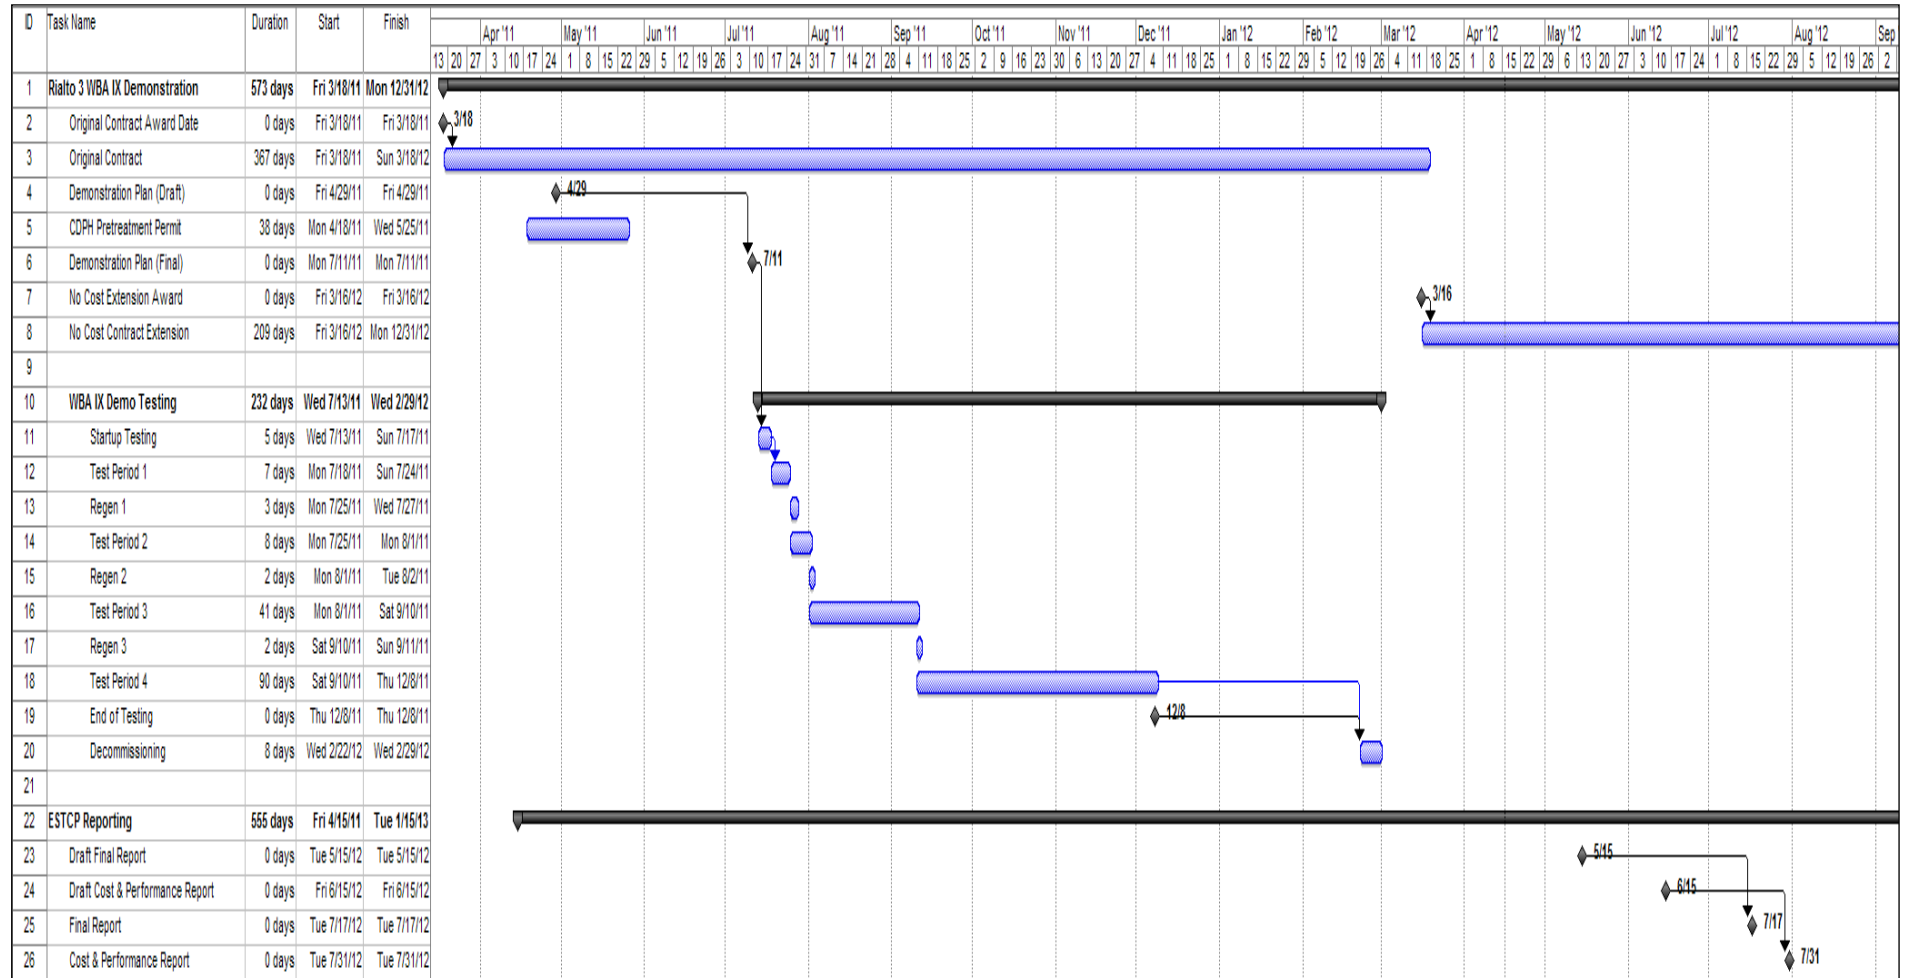 ID Task Name Duration Start Finish
Apr '11 May '11 Jun '11 Jul '11 Aug '11 Sep '11 Oct '11 Nov '11 Dec '11 Jan '12 Feb '12 Mar '12 Apr '12 May '12 Jun '12 Jul '12 Aug '12 Sep
13 20 27 3 10 17 24 1 8 15 22 29 5 12 19 26 3 10 17 24 31 7 14 21 28 4 11 18 25 2 9 16 23 30 6 13 20 27 4 11 18 25 1 8 15 22 29 5 12 19 26 4 11 18 25 1 8 15 22 29 6 13 20 27 3 10 17 24 1 8 15 22 29 5 12 19 26 2
1 Rialto 3 WBA IX Demonstration 573 days Fri 3/18/11 Mon 12/31/12
2 Original Contract Award Date 0 days Fri 3/18/11 Fri 3/18/11 3/18
3 Original Contract 367 days Fri 3/18/11 Sun 3/18/12
4 Demonstration Plan (Draft) 0 days Fri 4/29/11 Fri 4/29/11 4/29
5 CDPH Pretreatment Permit 38 days Mon 4/18/11 Wed 5/25/11
6 Demonstration Plan (Final) 0 days Mon 7/11/11 Mon 7/11/11 7/11
7 No Cost Extension Award 0 days Fri 3/16/12 Fri 3/16/12 3/16
8 No Cost Contract Extension 209 days Fri 3/16/12 Mon 12/31/12
9
10 WBA IX Demo Testing 232 days Wed 7/13/11 Wed 2/29/12
11 Startup Testing 5 days Wed 7/13/11 Sun 7/17/11
12 Test Period 1 7 days Mon 7/18/11 Sun 7/24/11
13 Regen 1 3 days Mon 7/25/11 Wed 7/27/11
14 Test Period 2 8 days Mon 7/25/11 Mon 8/1/11
15 Regen 2 2 days Mon 8/1/11 Tue 8/2/11
16 Test Period 3 41 days Mon 8/1/11 Sat 9/10/11
17 Regen 3 2 days Sat 9/10/11 Sun 9/11/11
18 Test Period 4 90 days Sat 9/10/11 Thu 12/8/11
19 End of Testing 0 days Thu 12/8/11 Thu 12/8/11 12/8
20 Decommissioning 8 days Wed 2/22/12 Wed 2/29/12
21
22 ESTCP Reporting 555 days Fri 4/15/11 Tue 1/15/13
23 Draft Final Report 0 days Tue 5/15/12 Tue 5/15/12 5/15
24 Draft Cost & Performance Report 0 days Fri 6/15/12 Fri 6/15/12 6/15
25 Final Report 0 days Tue 7/17/12 Tue 7/17/12 7/17
26 Cost & Performance Report 0 days Tue 7/31/12 Tue 7/31/12 7/31